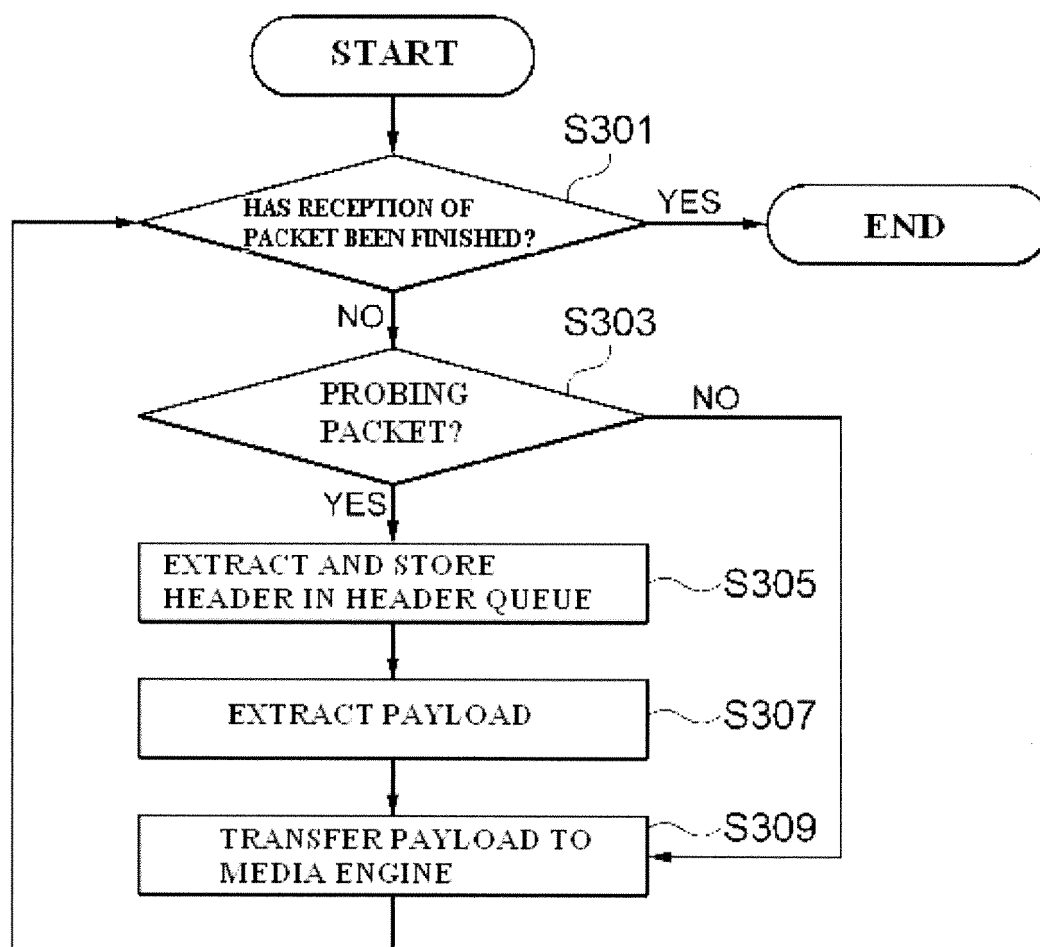 START
S301
HAS RECEPTION OF
PACKET BEEN FINISHED?
YES
END
NO
S303
PROBING
PACKET?
NO
YES
EXTRACT AND STORE
HEADER IN HEADER QUEUE
S305
EXTRACT PAYLOAD
S307
TRANSFER PAYLOAD TO
MEDIA ENGINE
S309